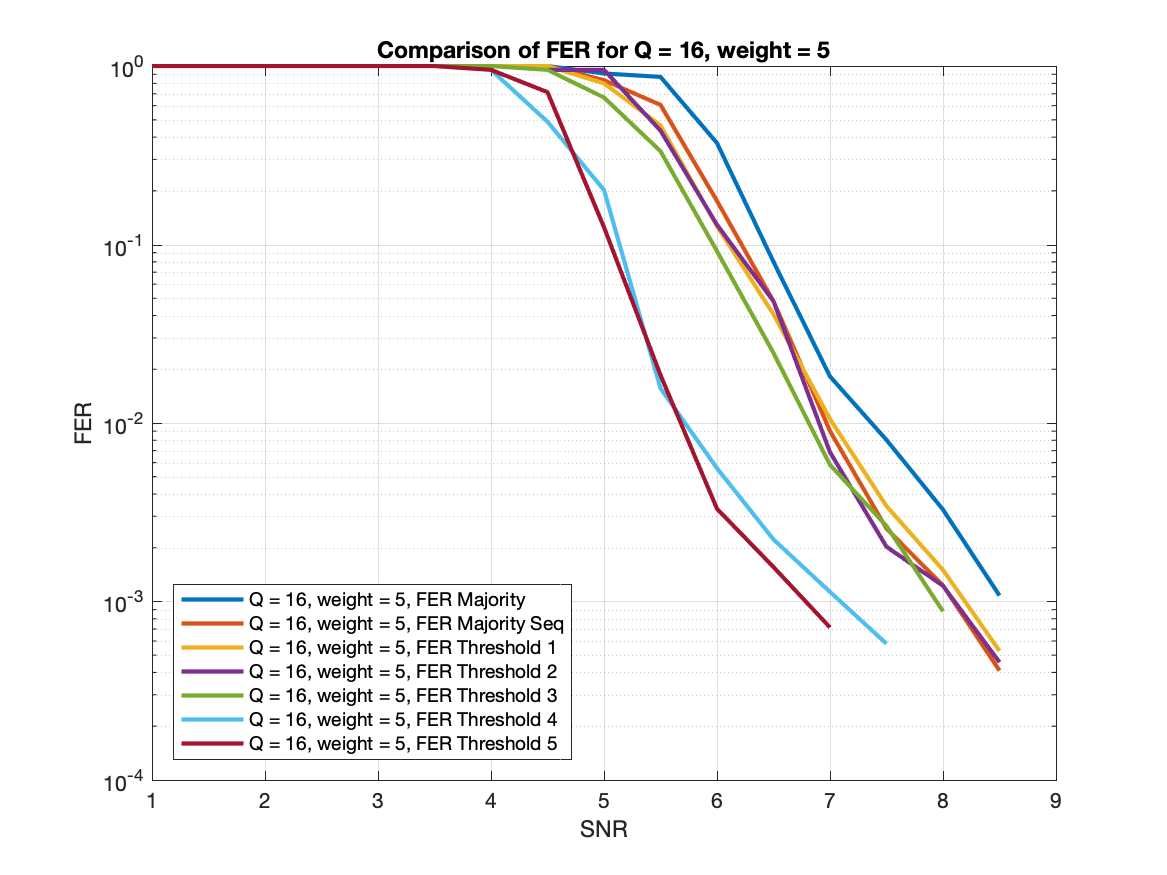 Comparison of FER for Q = 16, weight = 5
10^0
10^-1
10^-2
10^-3
10^-4
FER
Q = 16, weight = 5, FER Majority
Q = 16, weight = 5, FER Majority Seq
Q = 16, weight = 5, FER Threshold 1
Q = 16, weight = 5, FER Threshold 2
Q = 16, weight = 5, FER Threshold 3
Q = 16, weight = 5, FER Threshold 4
Q = 16, weight = 5, FER Threshold 5
1 2 3 4 5 6 7 8 9
SNR